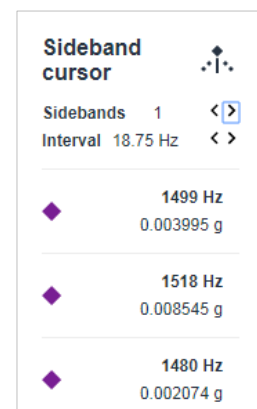 Sideband
cursor
Sidebands 1 < >
Interval 18.75 Hz < >
1499 Hz
0.003995 g
1518 Hz
0.008545 g
1480 Hz
0.002074 g